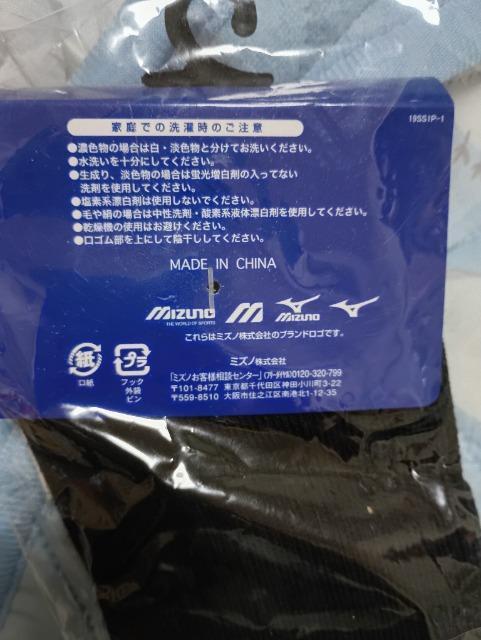 19SS1P-1
家庭での洗濯時のご注意
●濃色物の場合は白・淡色物と分けてお洗いください。
●水洗いを十分にしてください。
●生成り、淡色物の場合は蛍光増白剤の入ってない
洗剤を使用してください。
●塩素系漂白剤は使用しないでください。
●毛や絹の場合は中性洗剤・酸素系液体漂白剤を使用してください。
●乾燥機の使用はお避けください。
●口ゴム部を上にして陰干ししてください。
MADE IN CHINA
MIZUNO
THE WORLD OF SPORTS
MIZUNO
これらはミズノ株式会社のブランドロゴです。
紙
口紙
プラ
フック
外袋
ピン
ミズノ株式会社
「ミズノお客様相談センター」(フリーダイヤル)0120-320-799
〒101-8477 東京都千代田区神田小川町3-22
〒559-8510 大阪市住之江区南港北1-12-35